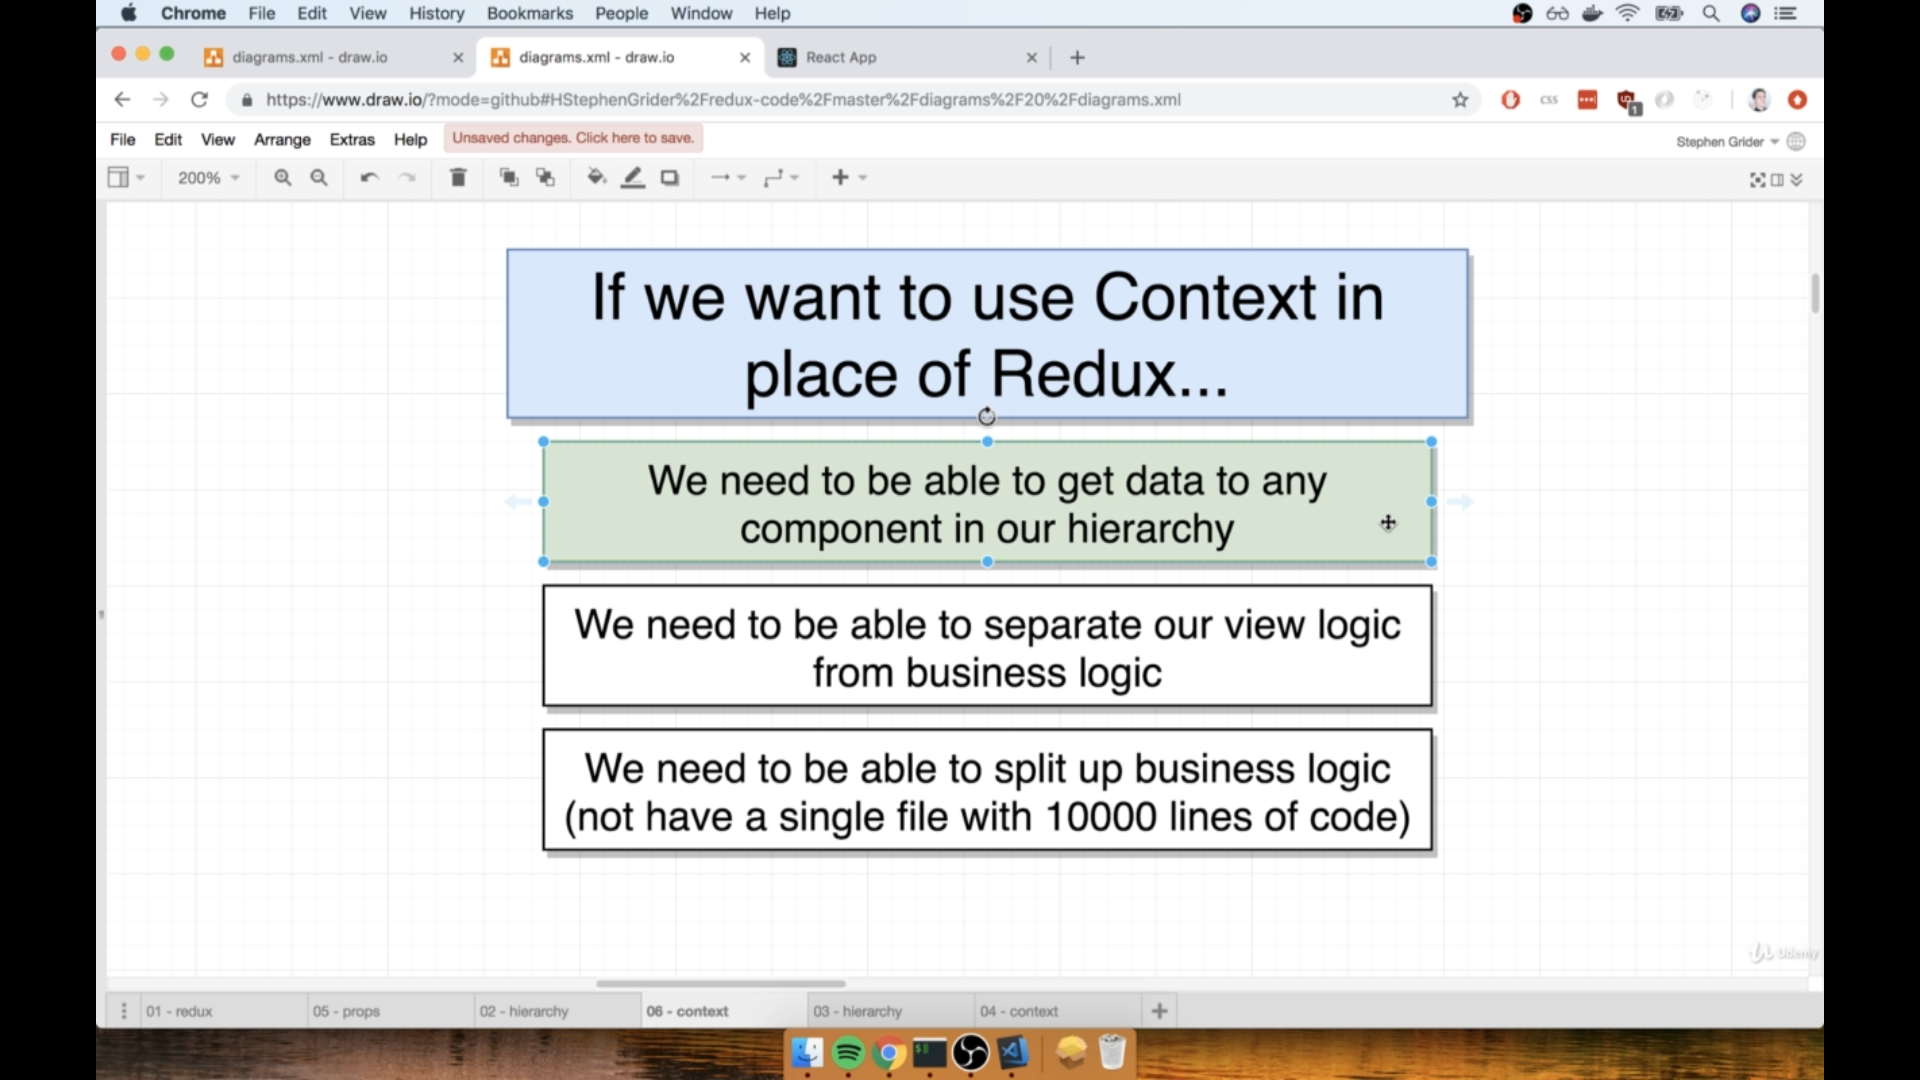 Chrome File Edit View History Bookmarks People Window Help
diagrams.xml - draw.io
diagrams.xml - draw.io
React App
https://www.draw.io/?mode=github#HStephenGrider%2Fredux-code%2Fmaster%2Fdiagrams%2F20%2Fdiagrams.xml
CSS
1
File Edit View Arrange Extras Help Unsaved changes. Click here to save.
Stephen Grider
200%
If we want to use Context in
place of Redux...
We need to be able to get data to any
component in our hierarchy
We need to be able to separate our view logic
from business logic
We need to be able to split up business logic
(not have a single file with 10000 lines of code)
Udemy
01 - redux
05 - props
02 - hierarchy
06 - context
03 - hierarchy
04 - context